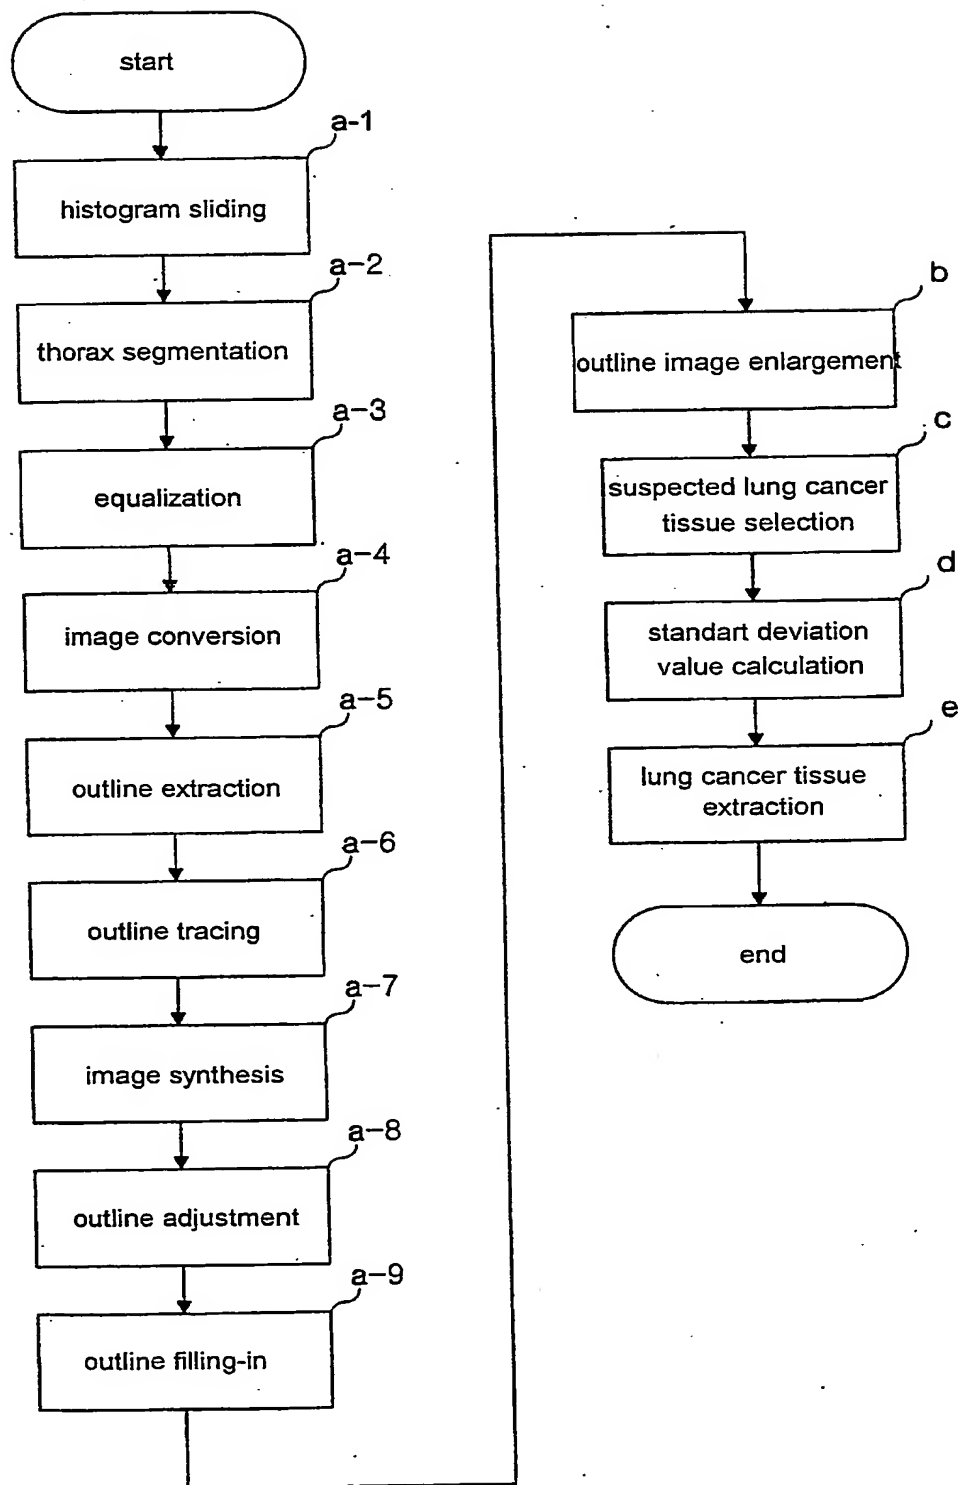 start
a-1
histogram sliding
a-2
thorax segmentation
a-3
equalization
a-4
image conversion
a-5
outline extraction
a-6
outline tracing
a-7
image synthesis
a-8
outline adjustment
a-9
outline filling-in
b
outline image enlargement
c
suspected lung cancer
tissue selection
d
standart deviation
value calculation
e
lung cancer tissue
extraction
end